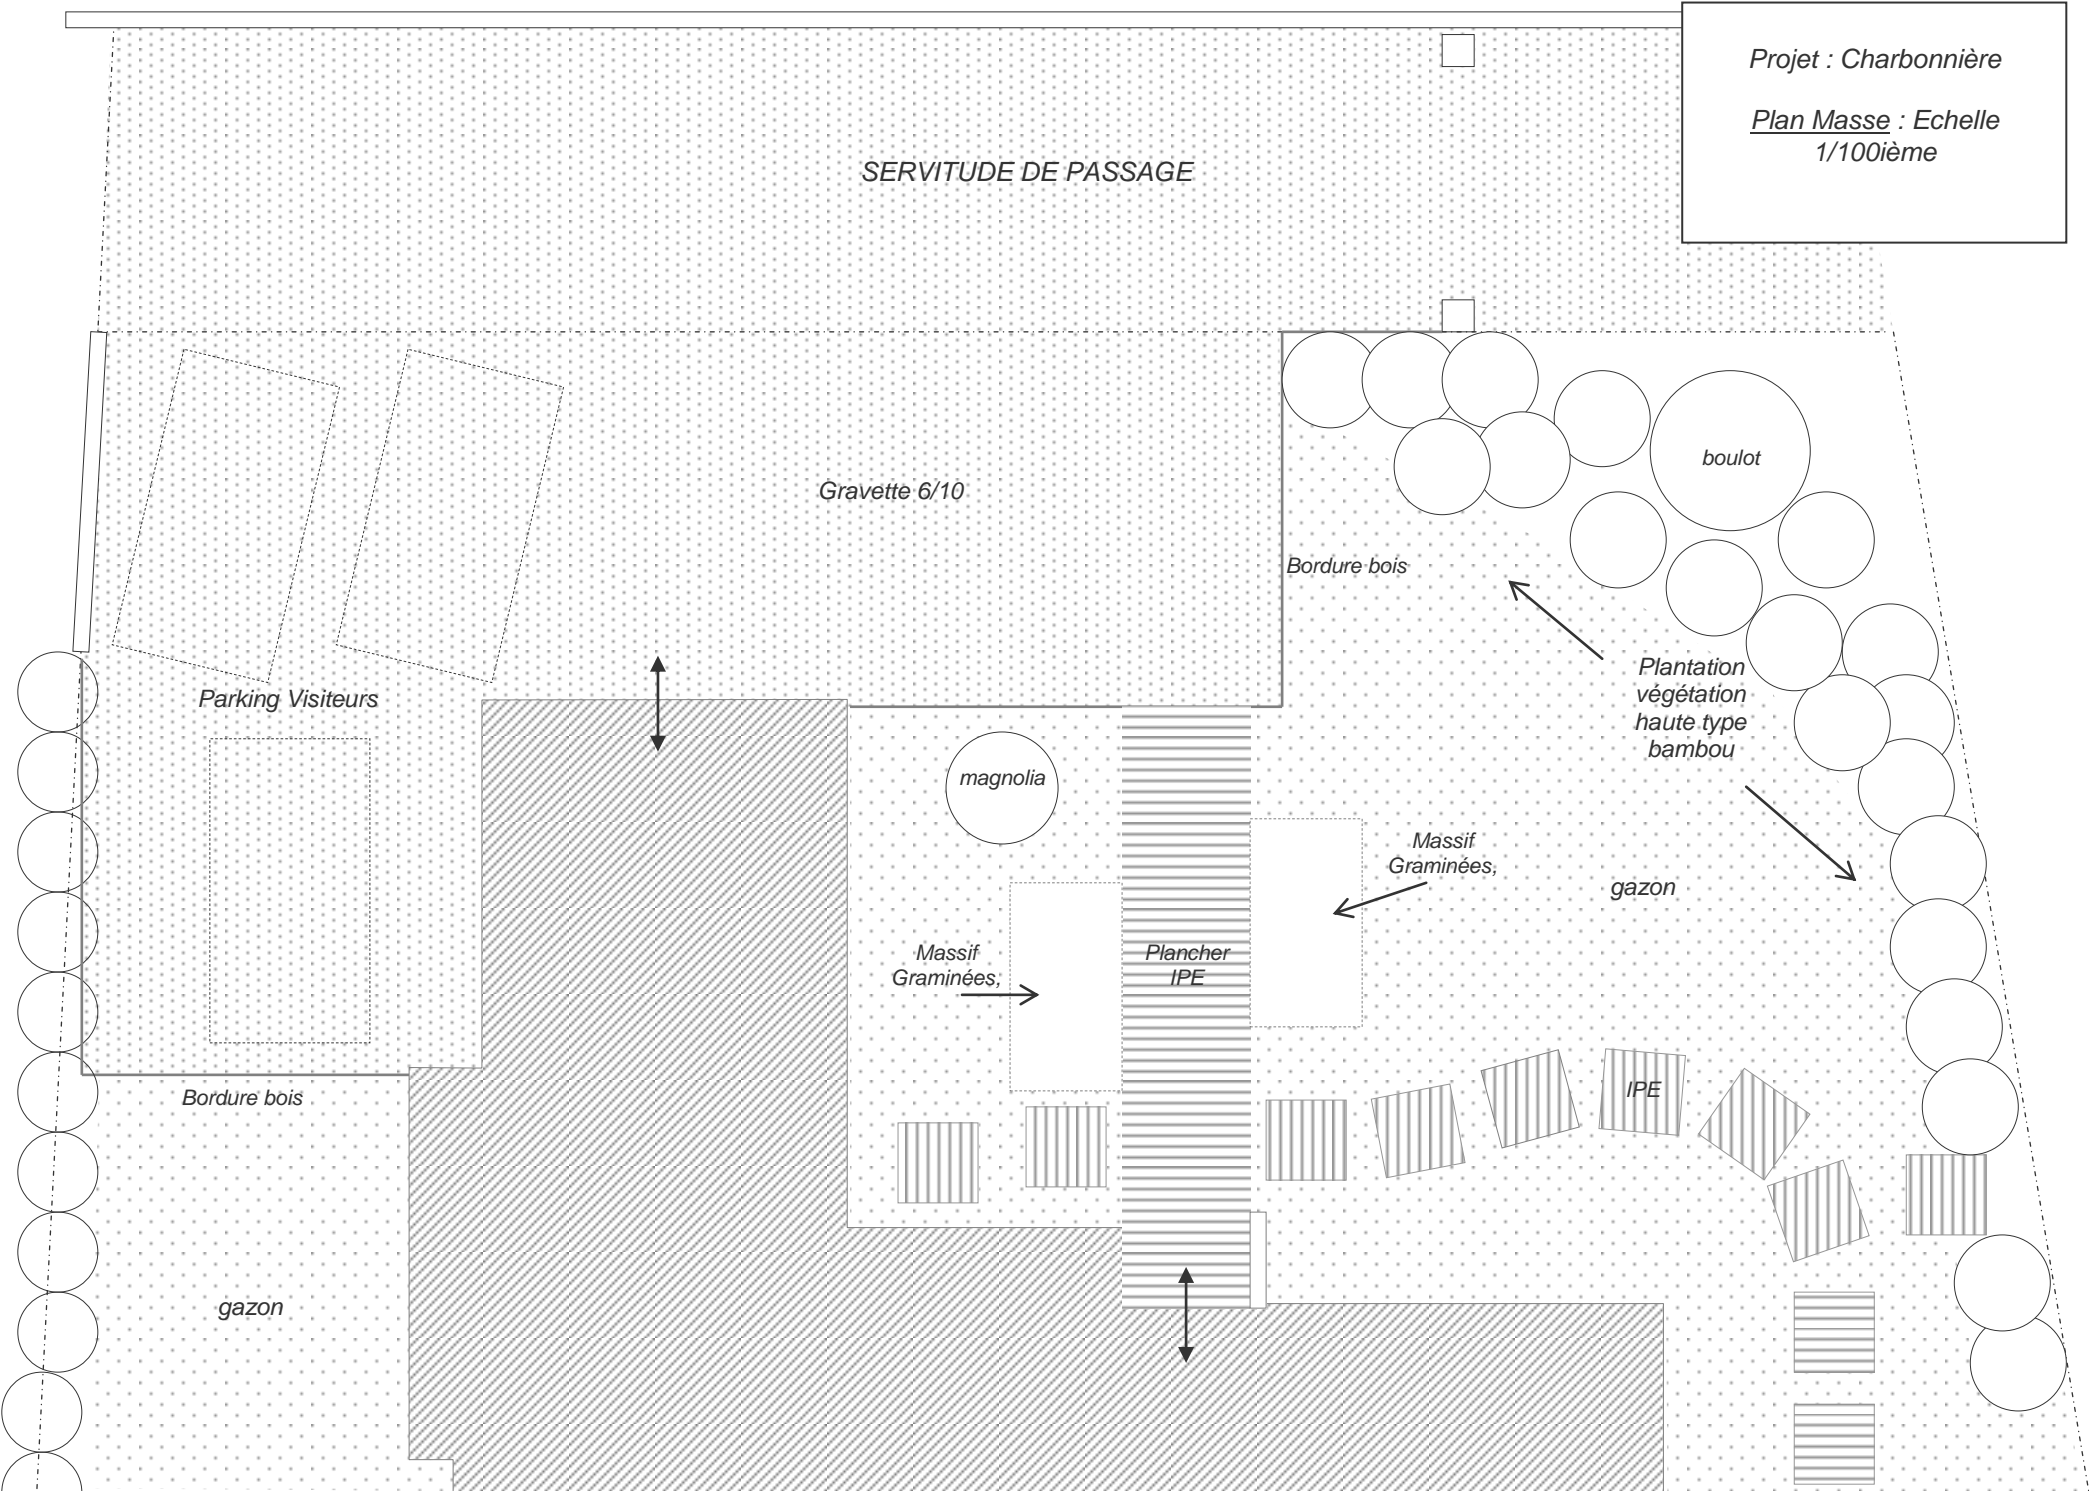 Projet : Charbonnière
Plan Masse : Echelle
1/100ième
SERVITUDE DE PASSAGE
boulot
Gravette 6/10
Bordure bois
Plantation
végétation
haute type
bambou
Parking Visiteurs
magnolia
Massif
Graminées,
gazon
Massif
Graminées,
Plancher
IPE
IPE
Bordure bois
gazon